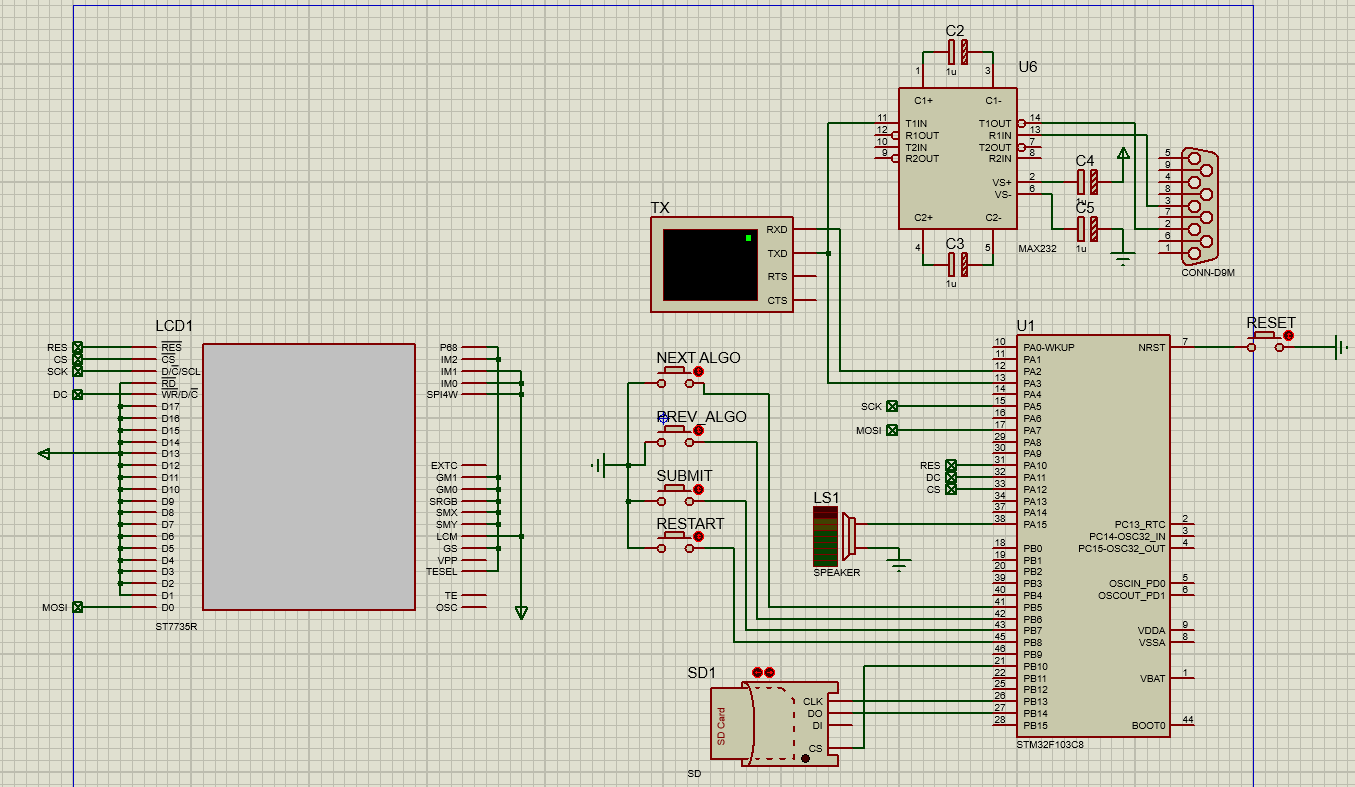 C2
1u
1
3
U6
C1+
C1-
11
T1IN
T1OUT
14
12
R1OUT
R1IN
13
10
T2IN
T2OUT
7
9
R2OUT
R2IN
8
VS+
2
VS-
6
C2+
C2-
4
5
MAX232
C3
1u
C4
1u
C5
1u
5
9
4
8
3
7
2
6
1
CONN-D9M
TX
RXD
TXD
RTS
CTS
LCD1
RES
RES
CS
CS
SCK
D/C/SCL
RD
DC
WR/D/C
D17
D16
D15
D14
D13
D12
D11
D10
D9
D8
D7
D6
D5
D4
D3
D2
D1
MOSI
D0
ST7735R
P68
IM2
IM1
IM0
SPI4W
EXTC
GM1
GM0
SRGB
SMX
SMY
LCM
GS
VPP
TESEL
TE
OSC
NEXT ALGO
PREV_ALGO
SUBMIT
RESTART
LS1
SPEAKER
SD1
SD Card
CLK
DO
DI
CS
SD
SCK
MOSI
RES
DC
CS
U1
10
PA0-WKUP
11
PA1
12
PA2
13
PA3
14
PA4
15
PA5
16
PA6
17
PA7
29
PA8
30
PA9
31
PA10
32
PA11
33
PA12
34
PA13
37
PA14
38
PA15
18
PB0
19
PB1
20
PB2
39
PB3
40
PB4
41
PB5
42
PB6
43
PB7
45
PB8
46
PB9
21
PB10
22
PB11
25
PB12
26
PB13
27
PB14
28
PB15
NRST
7
PC13_RTC
2
PC14-OSC32_IN
3
PC15-OSC32_OUT
4
OSCIN_PD0
5
OSCOUT_PD1
6
VDDA
9
VSSA
8
VBAT
1
BOOT0
44
STM32F103C8
RESET